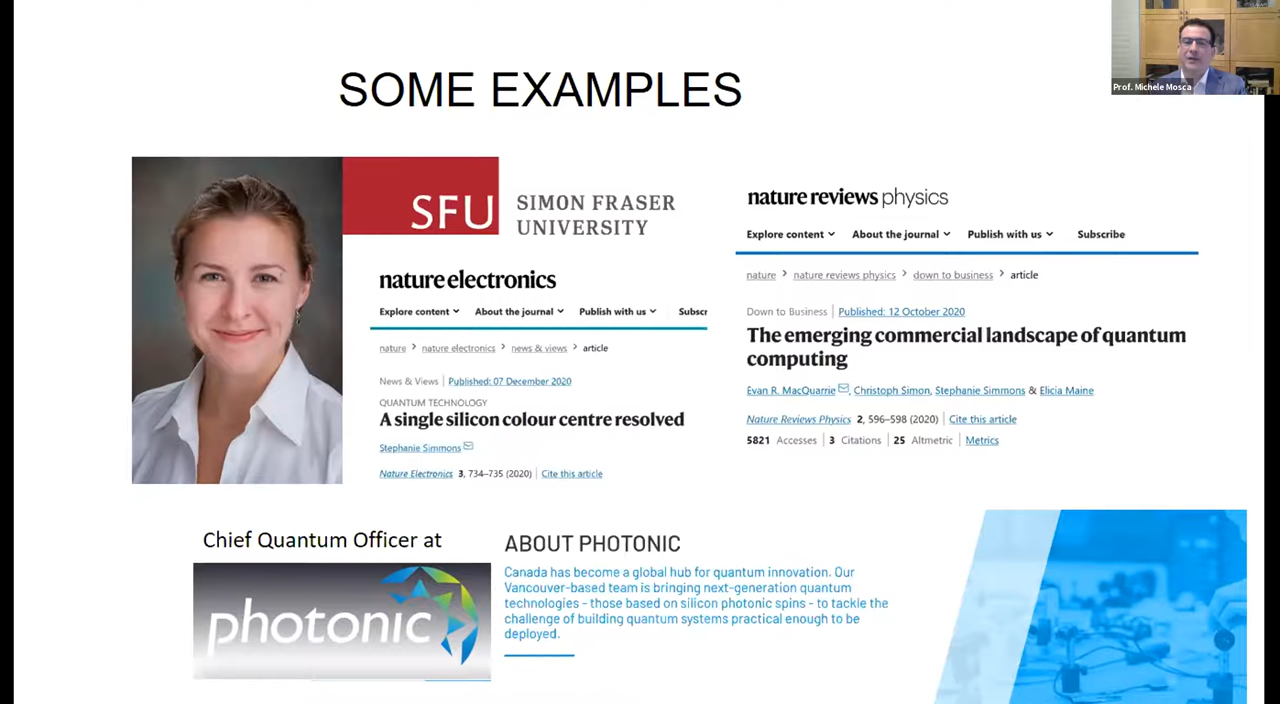 Prof. Michele Mosca
SOME EXAMPLES
SFU
SIMON FRASER
UNIVERSITY
nature electronics
Explore content
About the journal
Publish with us
Subscr
nature > nature electronics > news & views > article
News & Views | Published: 07 December 2020
QUANTUM TECHNOLOGY
A single silicon colour centre resolved
Stephanie Simmons
Nature Electronics 3, 734–735 (2020) | Cite this article
nature reviews physics
Explore content
About the journal
Publish with us
Subscribe
nature > nature reviews physics > down to business > article
Down to Business | Published: 12 October 2020
The emerging commercial landscape of quantum
computing
Evan R. MacQuarrie, Christoph Simon, Stephanie Simmons & Elicia Maine
Nature Reviews Physics 2, 596–598 (2020) | Cite this article
5821 Accesses | 3 Citations | 25 Altmetric | Metrics
Chief Quantum Officer at
photonic
ABOUT PHOTONIC
Canada has become a global hub for quantum innovation. Our
Vancouver-based team is bringing next-generation quantum
technologies - those based on silicon photonic spins - to tackle the
challenge of building quantum systems practical enough to be
deployed.